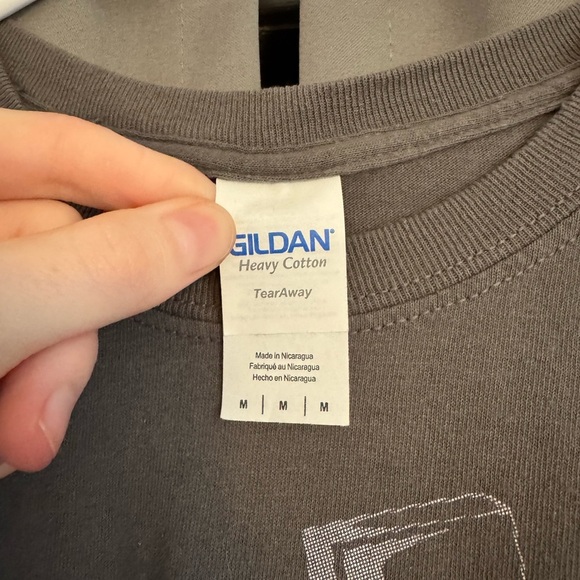 GILDAN®
Heavy Cotton
TearAway
Made in Nicaragua
Fabriqué au Nicaragua
Hecho en Nicaragua
M | M | M